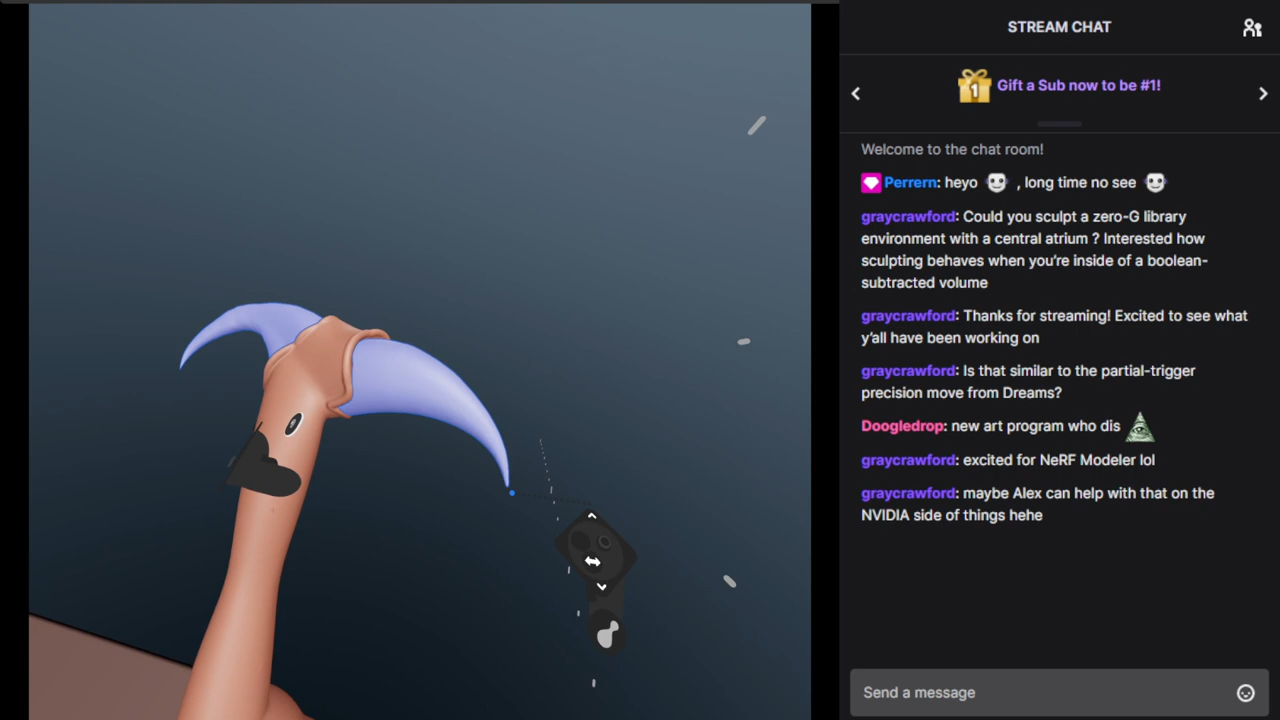 STREAM CHAT
1
Gift a Sub now to be #1!
Welcome to the chat room!
Perrern: heyo , long time no see
graycrawford: Could you sculpt a zero-G library
environment with a central atrium ? Interested how
sculpting behaves when you're inside of a boolean-
subtracted volume
graycrawford: Thanks for streaming! Excited to see what
y'all have been working on
graycrawford: Is that similar to the partial-trigger
precision move from Dreams?
Doogledrop: new art program who dis
graycrawford: excited for NeRF Modeler lol
graycrawford: maybe Alex can help with that on the
NVIDIA side of things hehe
Send a message